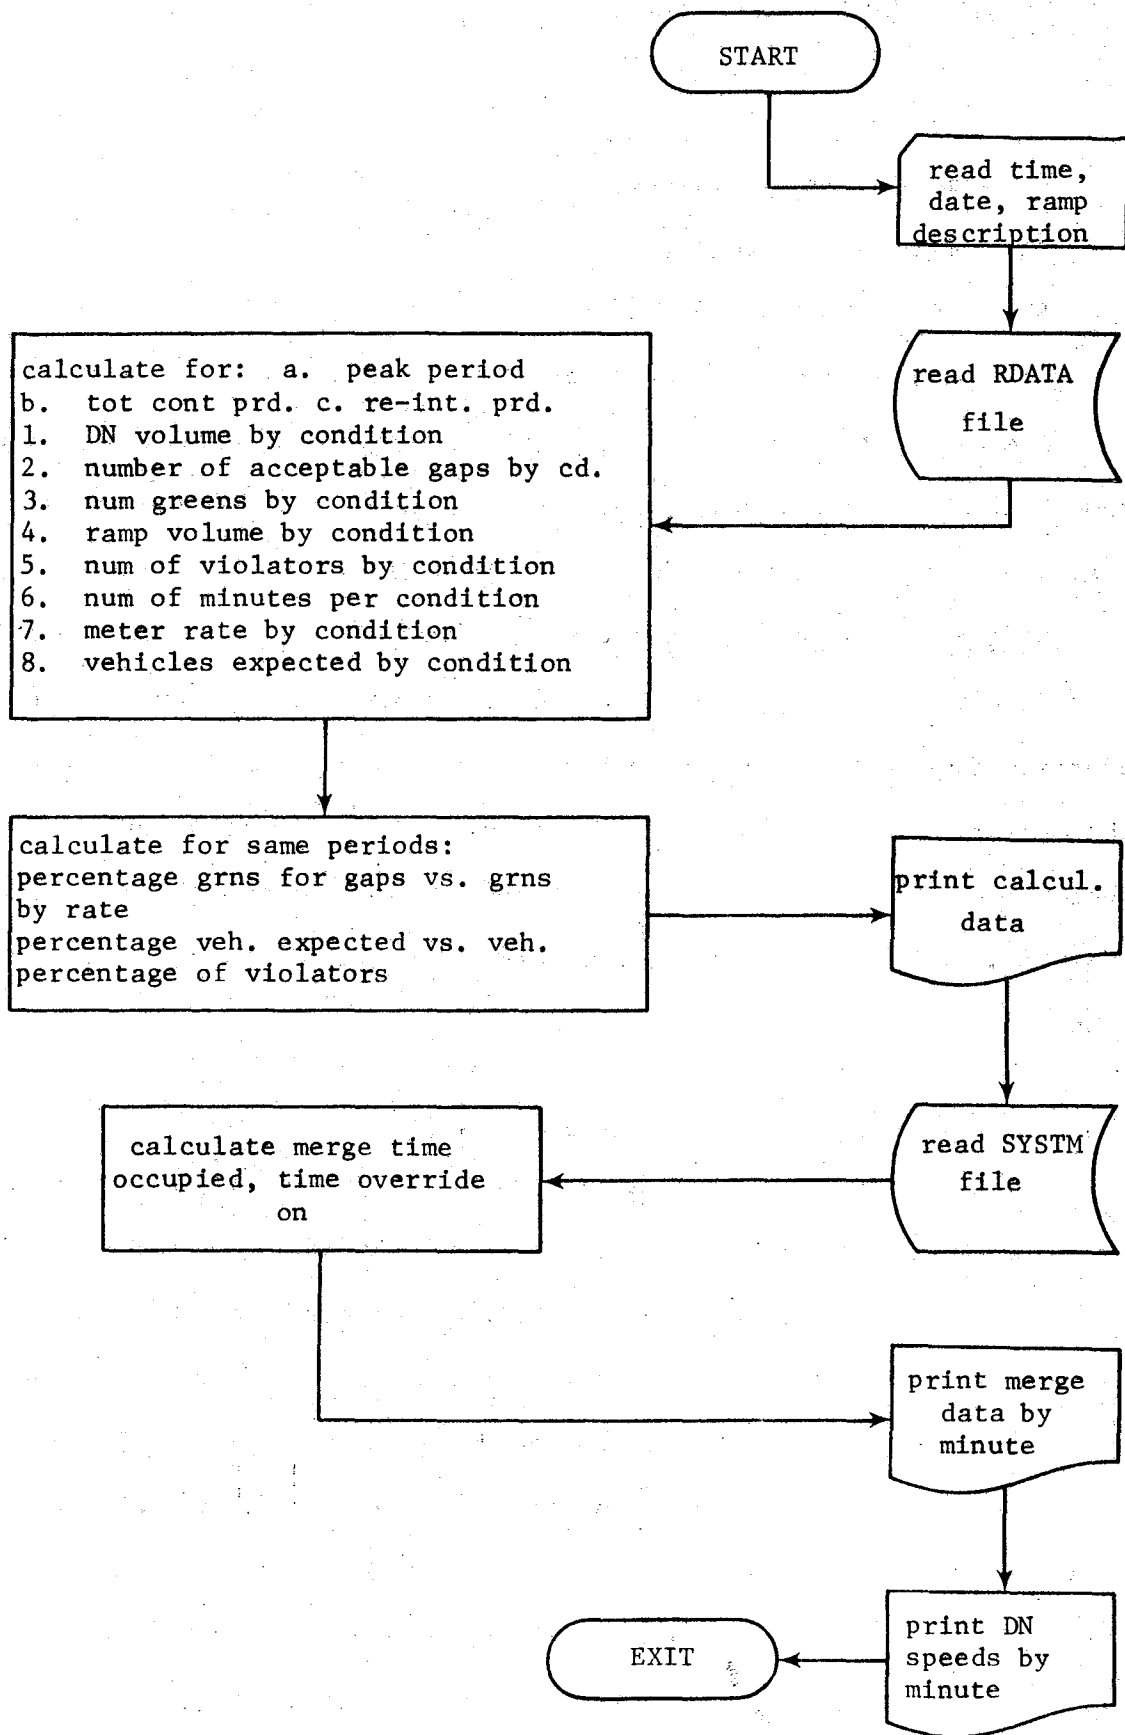 START
read time,
date, ramp
description
read RDATA
file
calculate for: a. peak period
b. tot cont prd. c. re-int. prd.
1. DN volume by condition
2. number of acceptable gaps by cd.
3. num greens by condition
4. ramp volume by condition
5. num of violators by condition
6. num of minutes per condition
7. meter rate by condition
8. vehicles expected by condition
calculate for same periods:
percentage grns for gaps vs. grns
by rate
percentage veh. expected vs. veh.
percentage of violators
print calcul.
data
read SYSTM
file
calculate merge time
occupied, time override
on
print merge
data by
minute
print DN
speeds by
minute
EXIT